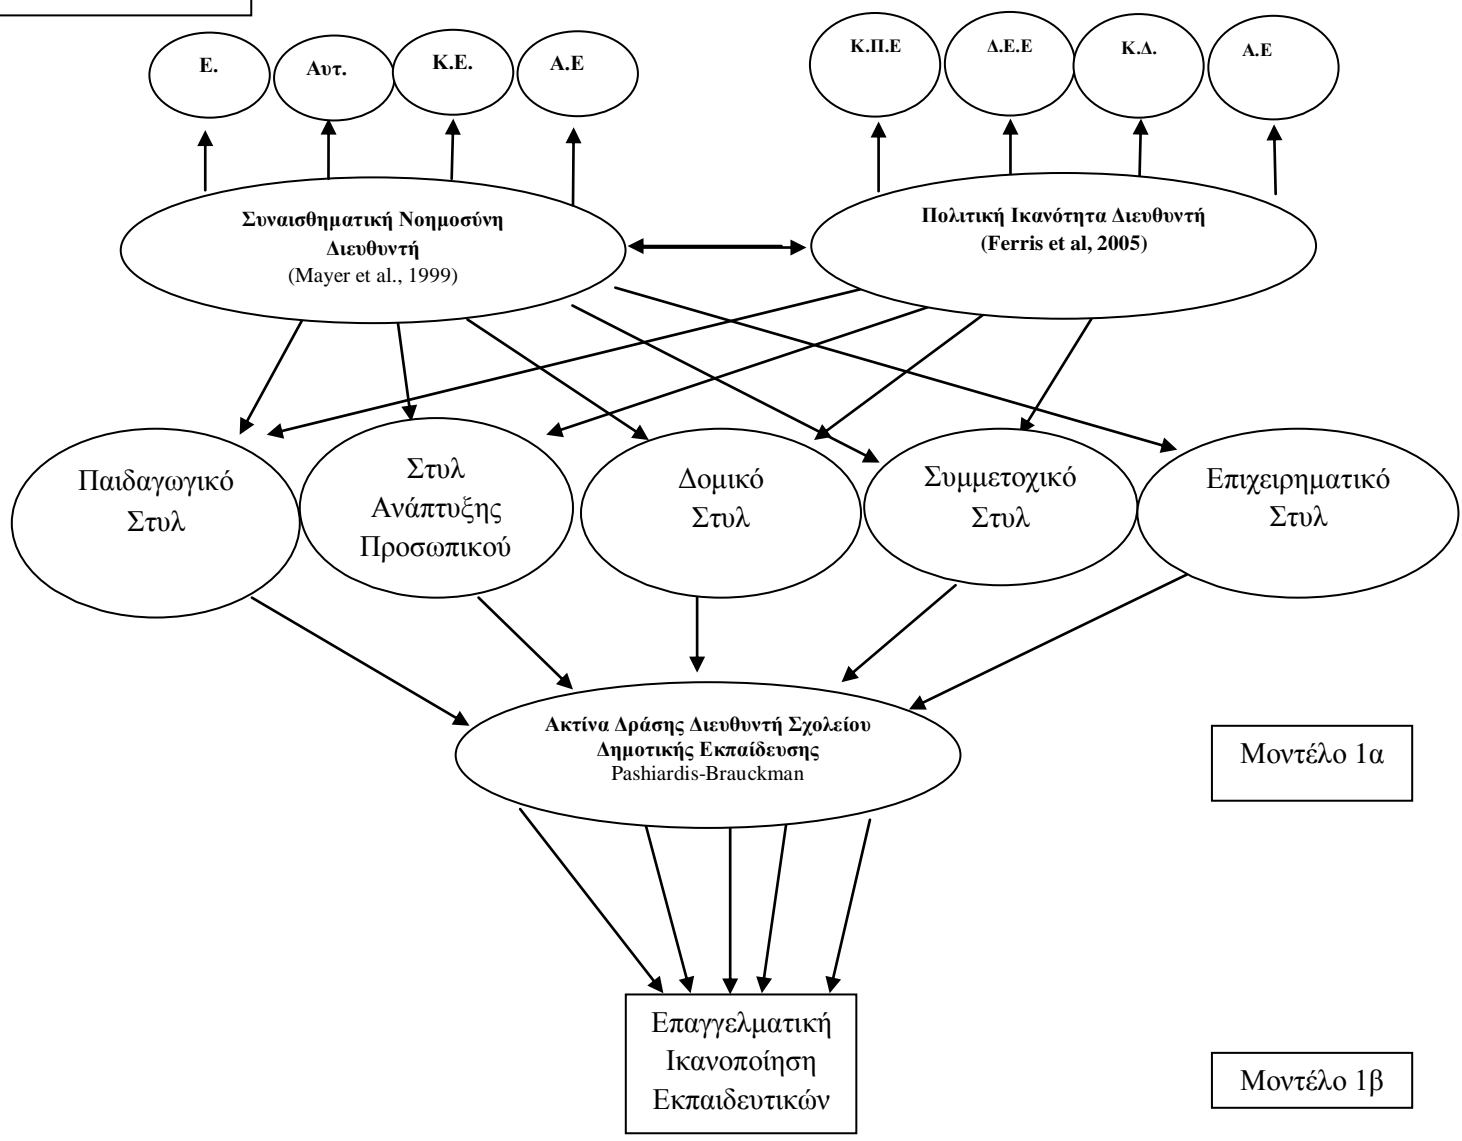 Ε.
Αυτ.
Κ.Ε.
Α.Ε
Κ.Π.Ε
Δ.Ε.Ε
Κ.Δ.
Α.Ε
Συναισθηματική Νοημοσύνη
Διευθυντή
(Mayer et al., 1999)
Πολιτική Ικανότητα Διευθυντή
(Ferris et al, 2005)
Παιδαγωγικό
Στυλ
Στυλ
Ανάπτυξης
Προσωπικού
Δομικό
Στυλ
Συμμετοχικό
Στυλ
Επιχειρηματικό
Στυλ
Ακτίνα Δράσης Διευθυντή Σχολείου
Δημοτικής Εκπαίδευσης
Pashiardis-Brauckman
Μοντέλο 1α
Επαγγελματική
Ικανοποίηση
Εκπαιδευτικών
Μοντέλο 1β